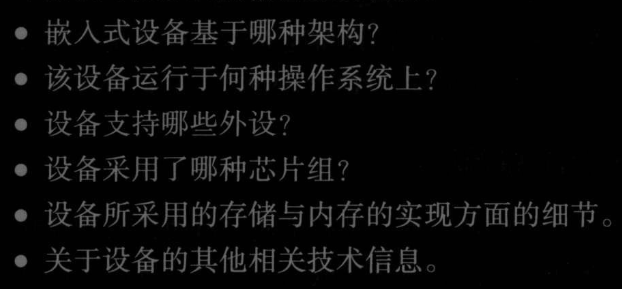 ● 嵌入式设备基于哪种架构？
● 该设备运行于何种操作系统上？
● 设备支持哪些外设？
● 设备采用了哪种芯片组？
● 设备所采用的存储与内存的实现方面的细节。
● 关于设备的其他相关技术信息。